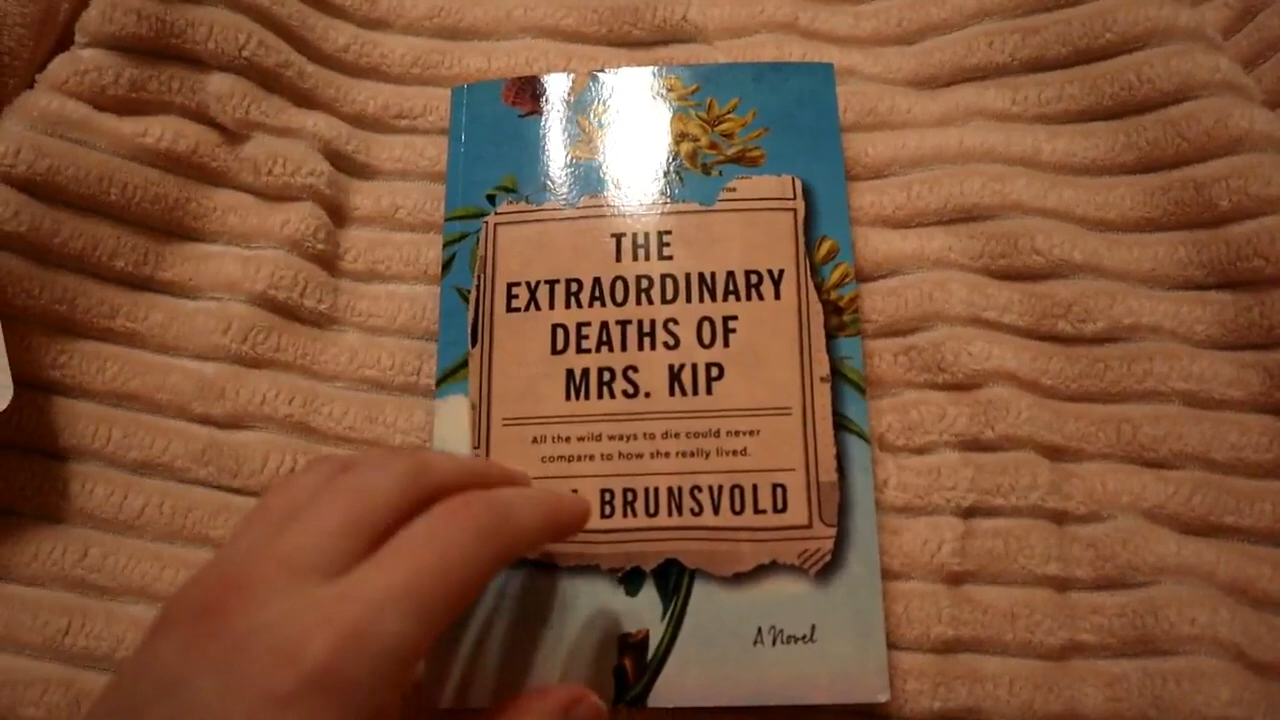 THE
EXTRAORDINARY
DEATHS OF
MRS. KIP
All the wild ways to die could never
compare to how she really lived.
BRUNSVOLD
A Novel